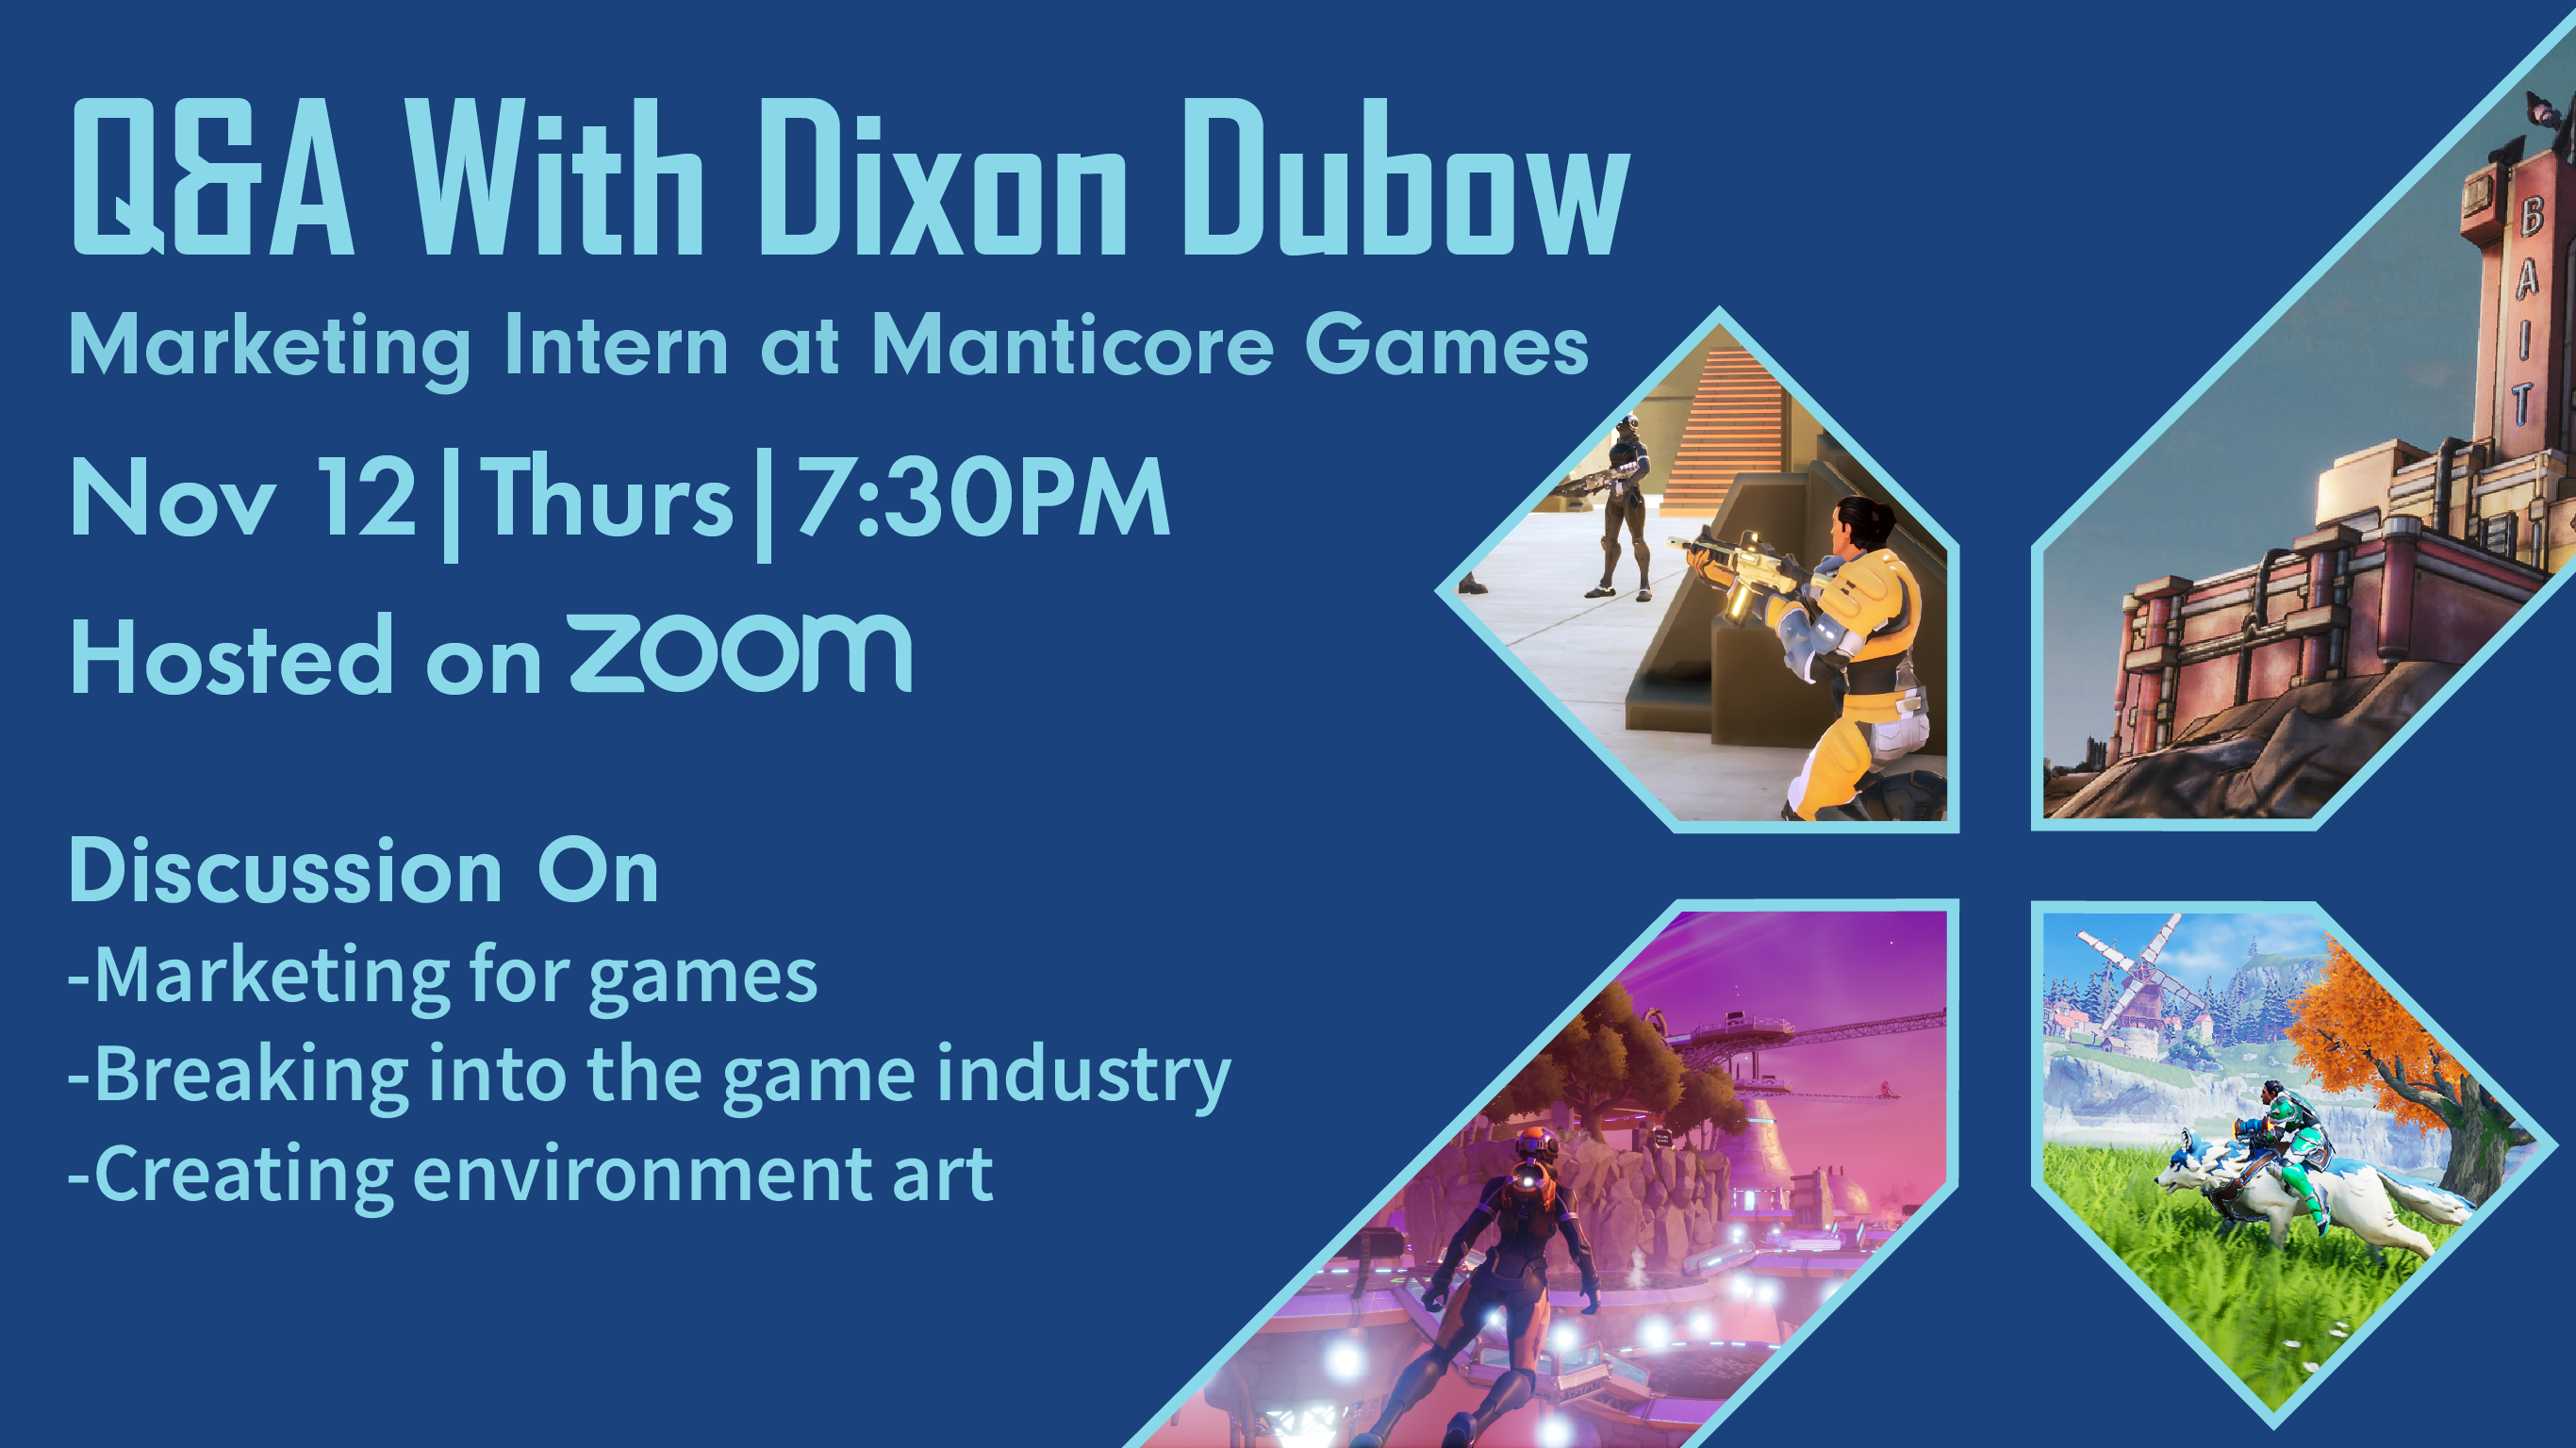 Q&A With Dixon Dubow
Marketing Intern at Manticore Games
Nov 12|Thurs|7:30PM
Hosted on zoom
Discussion On
-Marketing for games
-Breaking into the game industry
-Creating environment art
BAIT